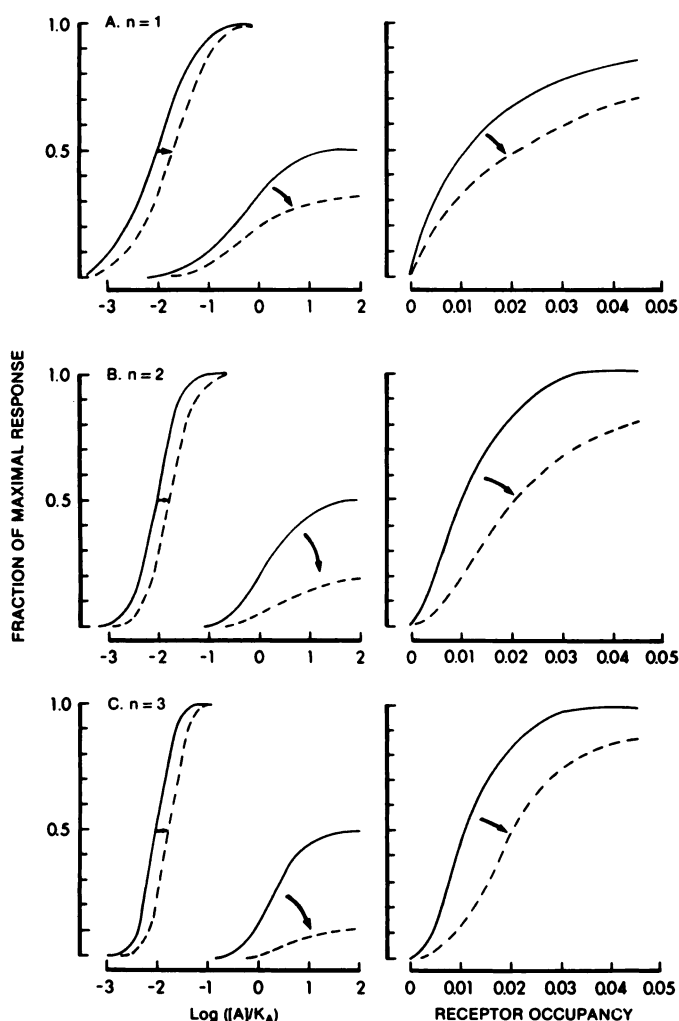 A. n = 1
1.0
0.5
-3 -2 -1 0 1 2
0 0.01 0.02 0.03 0.04 0.05
FRACTION OF MAXIMAL RESPONSE
B. n = 2
1.0
0.5
-3 -2 -1 0 1 2
0 0.01 0.02 0.03 0.04 0.05
C. n = 3
1.0
0.5
-3 -2 -1 0 1 2
0 0.01 0.02 0.03 0.04 0.05
Log ([A]/KA)
RECEPTOR OCCUPANCY